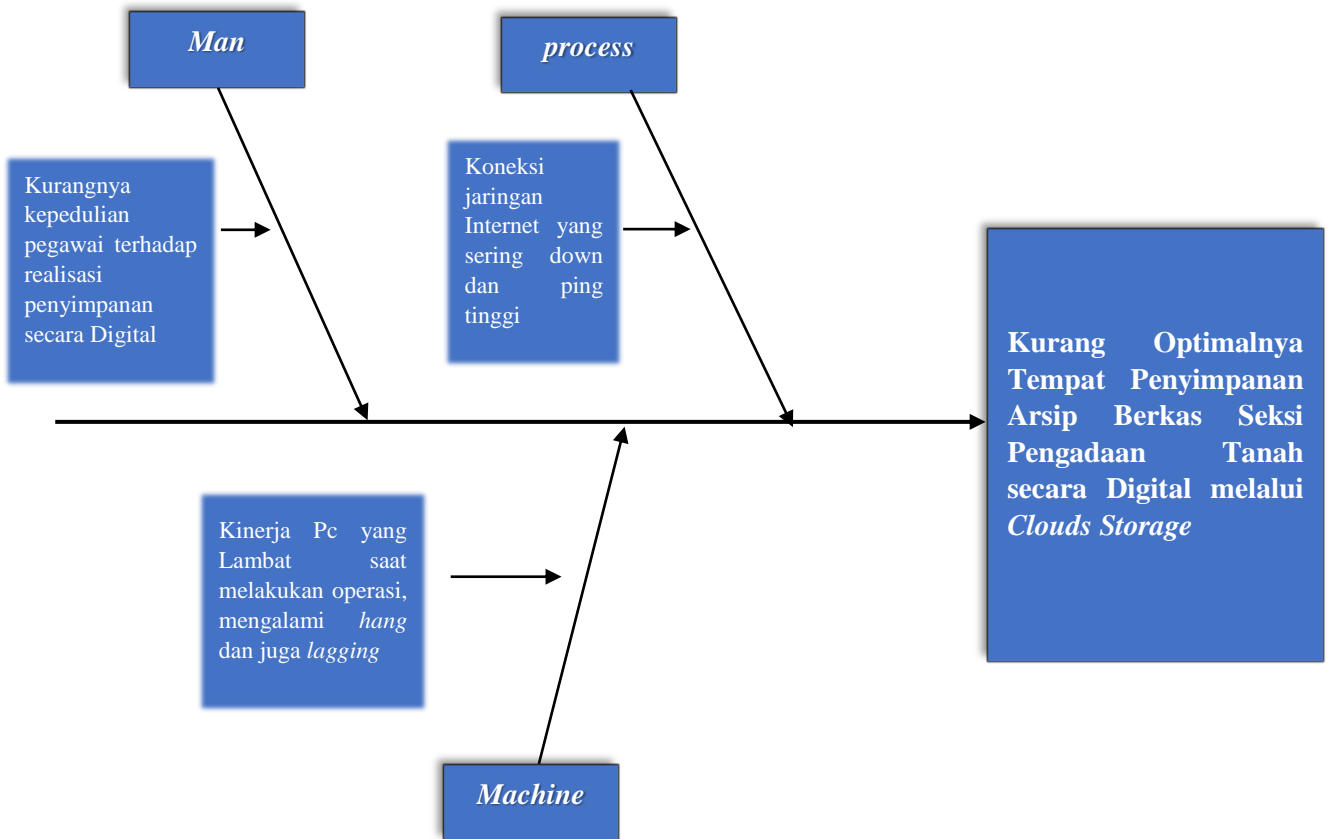 Man
process
Kurangnya
kepedulian
pegawai terhadap
realisasi
penyimpanan
secara Digital
Koneksi
jaringan
Internet yang
sering down
dan ping
tinggi
Kurang Optimalnya
Tempat Penyimpanan
Arsip Berkas Seksi
Pengadaan Tanah
secara Digital melalui
Clouds Storage
Kinerja Pc yang
Lambat saat
melakukan operasi,
mengalami hang
dan juga lagging
Machine